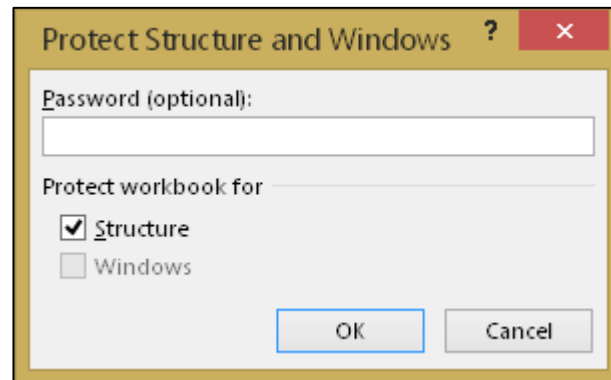 Protect Structure and Windows ? ×
Password (optional):
Protect workbook for
Structure
Windows
OK Cancel